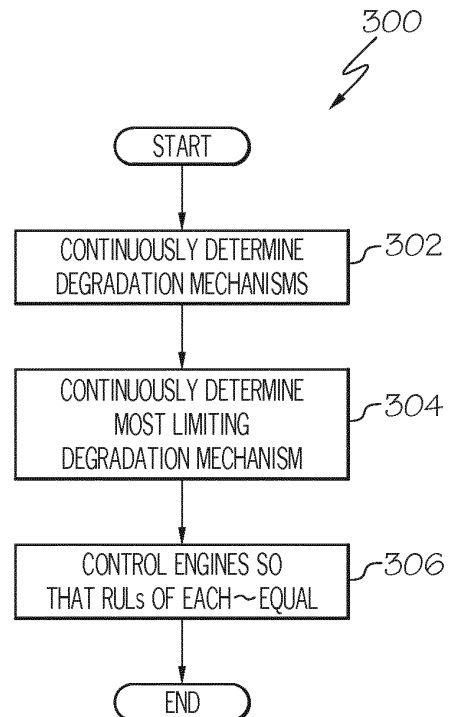 300
START
CONTINUOUSLY DETERMINE
DEGRADATION MECHANISMS
302
CONTINUOUSLY DETERMINE
MOST LIMITING
DEGRADATION MECHANISM
304
CONTROL ENGINES SO
THAT RULs OF EACH~EQUAL
306
END